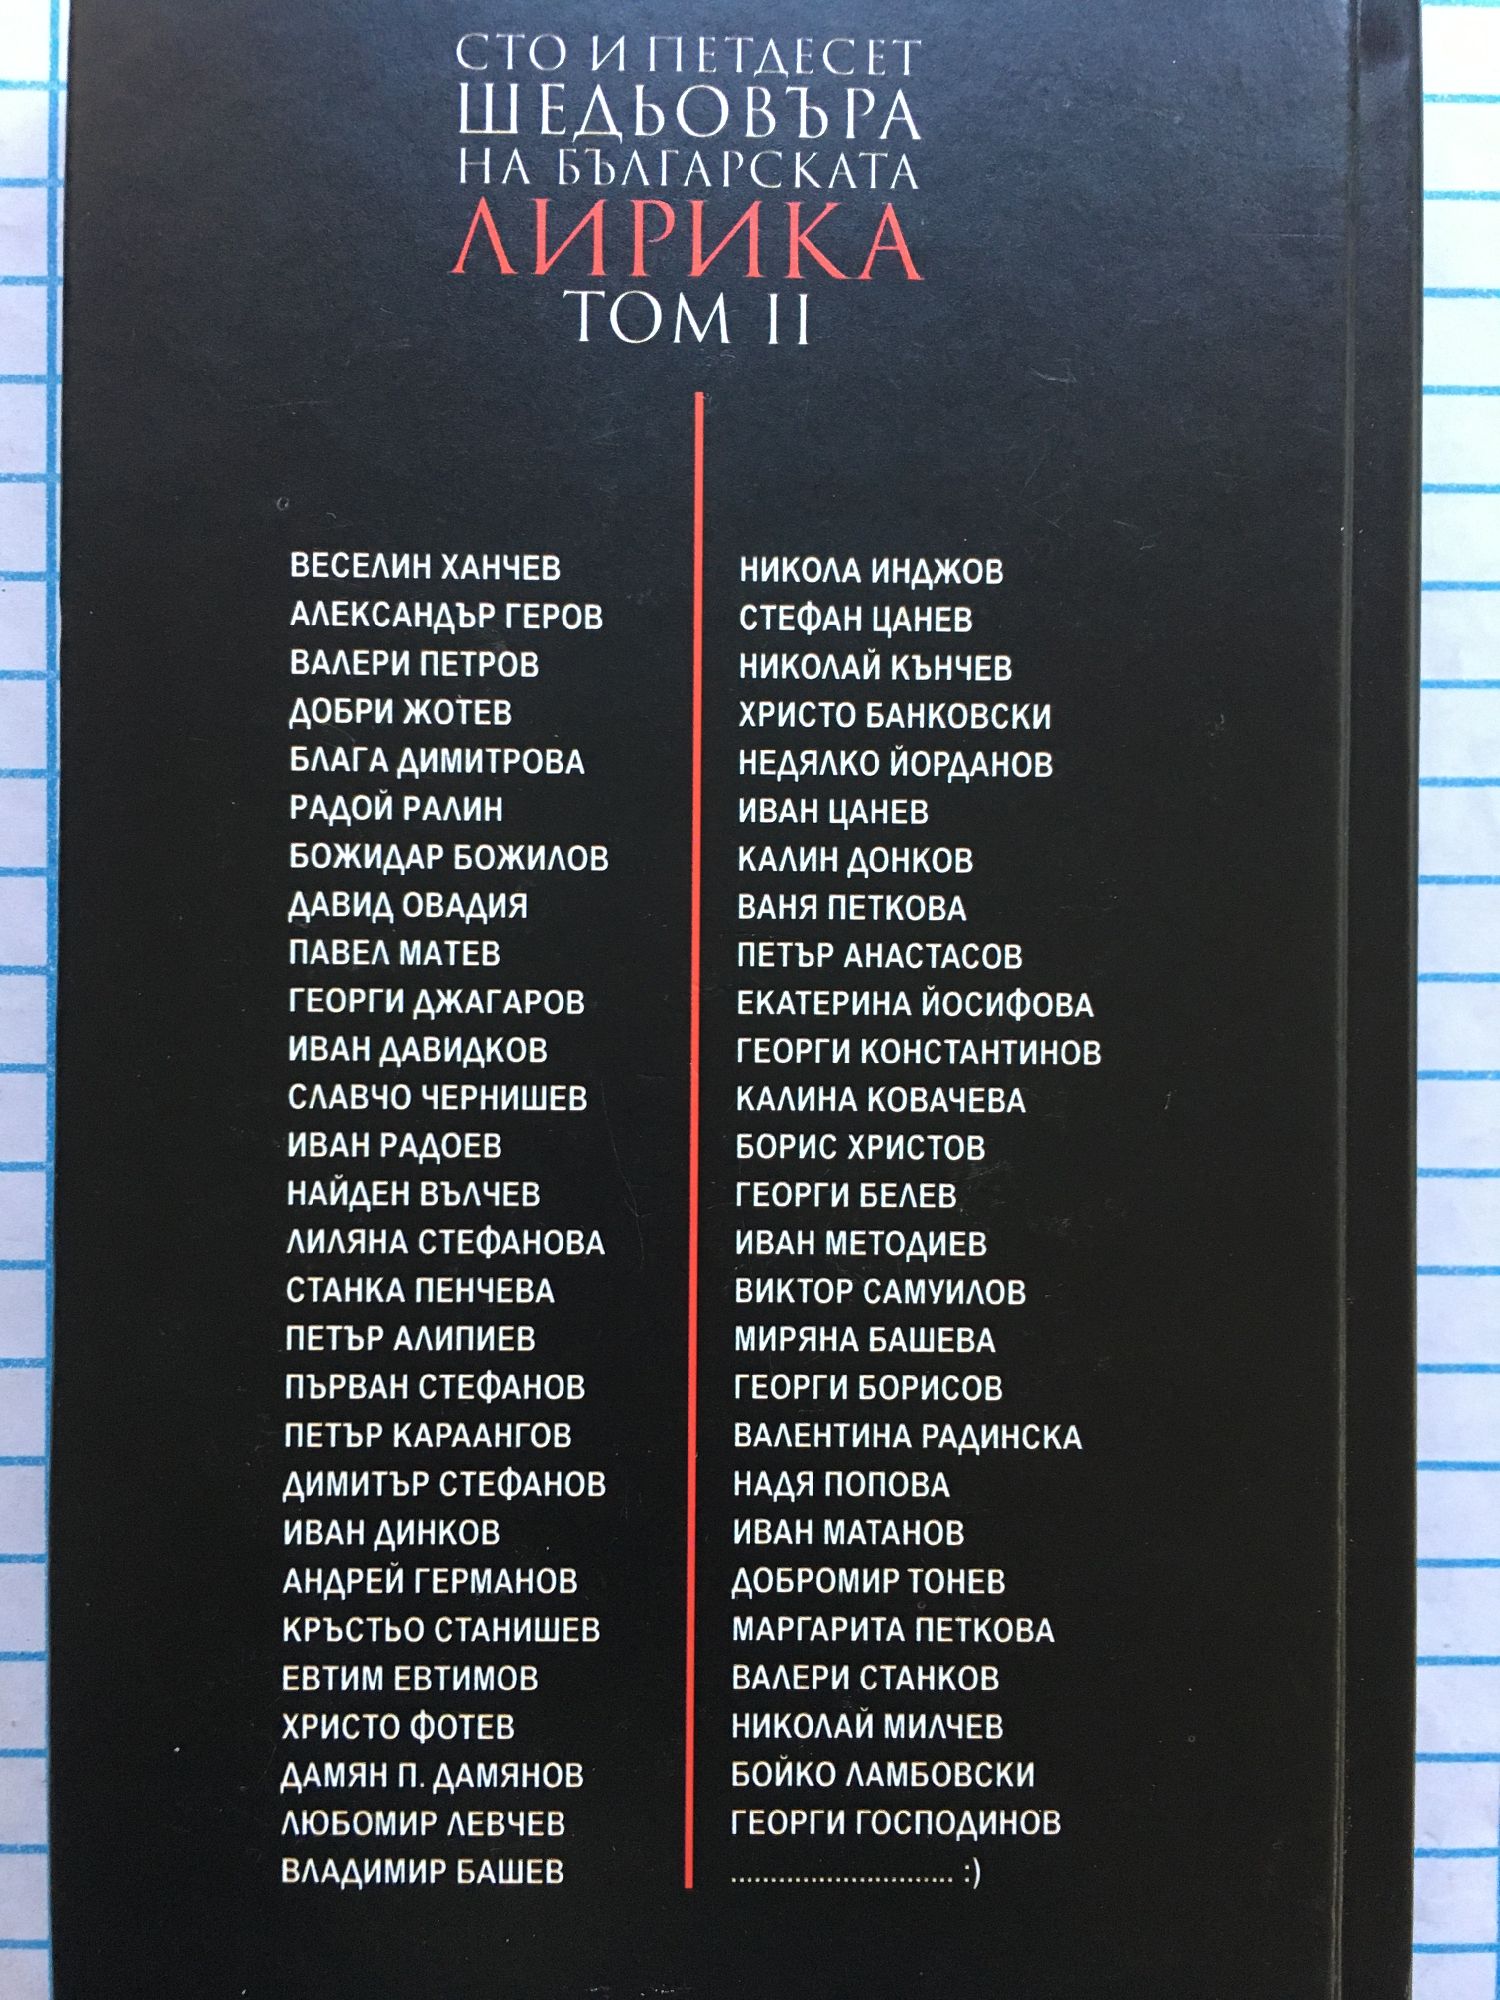 СТО И ПЕТДЕСЕТ
ШЕДЬОВЪРА
НА БЪЛГАРСКАТА
ЛИРИКА
ТОМ II
ВЕСЕЛИН ХАНЧЕВ
АЛЕКСАНДЪР ГЕРОВ
ВАЛЕРИ ПЕТРОВ
ДОБРИ ЖОТЕВ
БЛАГА ДИМИТРОВА
РАДОЙ РАЛИН
БОЖИДАР БОЖИЛОВ
ДАВИД ОВАДИЯ
ПАВЕЛ МАТЕВ
ГЕОРГИ ДЖАГАРОВ
ИВАН ДАВИДКОВ
СЛАВЧО ЧЕРНИШЕВ
ИВАН РАДОЕВ
НАЙДЕН ВЪЛЧЕВ
ЛИЛЯНА СТЕФАНОВА
СТАНКА ПЕНЧЕВА
ПЕТЪР АЛИПИЕВ
ПЪРВАН СТЕФАНОВ
ПЕТЪР КАРААНГОВ
ДИМИТЪР СТЕФАНОВ
ИВАН ДИНКОВ
АНДРЕЙ ГЕРМАНОВ
КРЪСТЬО СТАНИШЕВ
ЕВТИМ ЕВТИМОВ
ХРИСТО ФОТЕВ
ДАМЯН П. ДАМЯНОВ
ЛЮБОМИР ЛЕВЧЕВ
ВЛАДИМИР БАШЕВ
НИКОЛА ИНДЖОВ
СТЕФАН ЦАНЕВ
НИКОЛАЙ КЪНЧЕВ
ХРИСТО БАНКОВСКИ
НЕДЯЛКО ЙОРДАНОВ
ИВАН ЦАНЕВ
КАЛИН ДОНКОВ
ВАНЯ ПЕТКОВА
ПЕТЪР АНАСТАСОВ
ЕКАТЕРИНА ЙОСИФОВА
ГЕОРГИ КОНСТАНТИНОВ
КАЛИНА КОВАЧЕВА
БОРИС ХРИСТОВ
ГЕОРГИ БЕЛЕВ
ИВАН МЕТОДИЕВ
ВИКТОР САМУИЛОВ
МИРЯНА БАШЕВА
ГЕОРГИ БОРИСОВ
ВАЛЕНТИНА РАДИНСКА
НАДЯ ПОПОВА
ИВАН МАТАНОВ
ДОБРОМИР ТОНЕВ
МАРГАРИТА ПЕТКОВА
ВАЛЕРИ СТАНКОВ
НИКОЛАЙ МИЛЧЕВ
БОЙКО ЛАМБОВСКИ
ГЕОРГИ ГОСПОДИНОВ
............................ :)